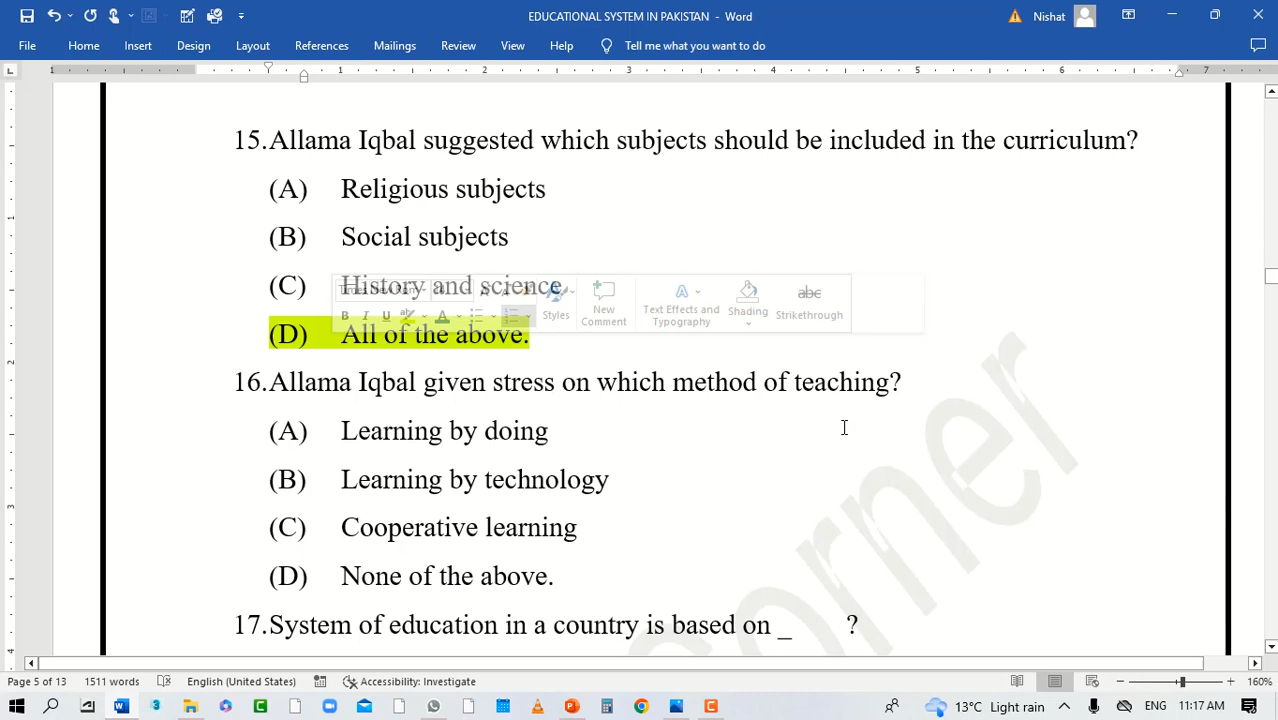 EDUCATIONAL SYSTEM IN PAKISTAN - Word
Nishat
File Home Insert Draw Design Layout References Mailings Review View Help Tell me what you want to do
15.Allama Iqbal suggested which subjects should be included in the curriculum?
(A) Religious subjects
(B) Social subjects
(C) History and science
Styles New Comment Text Effects and Typography Shading abc Strikethrough
B I U
(D) All of the above.
16.Allama Iqbal given stress on which method of teaching?
(A) Learning by doing
(B) Learning by technology
(C) Cooperative learning
(D) None of the above.
17.System of education in a country is based on _ ?
orner
Page 5 of 13 1511 words English (United States) Accessibility: Investigate 160%
13°C Light rain ENG 11:17 AM